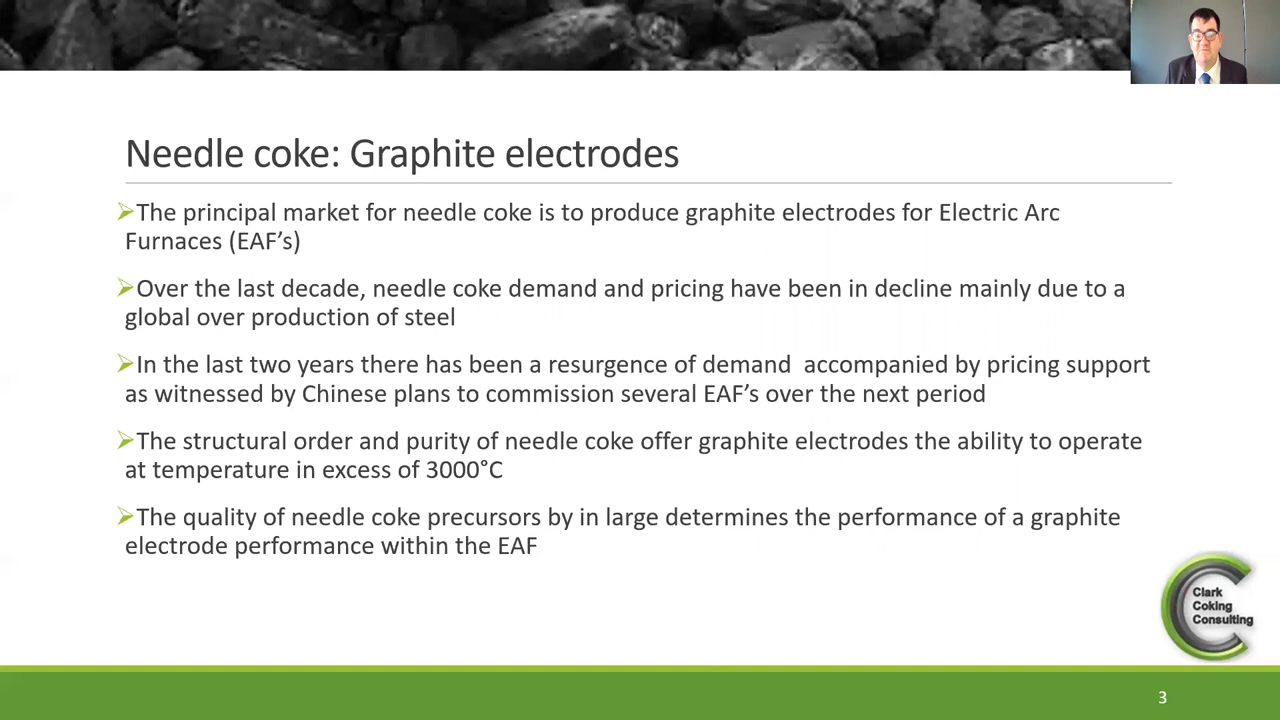 Needle coke: Graphite electrodes
➢The principal market for needle coke is to produce graphite electrodes for Electric Arc
Furnaces (EAF’s)
➢Over the last decade, needle coke demand and pricing have been in decline mainly due to a
global over production of steel
➢In the last two years there has been a resurgence of demand  accompanied by pricing support
as witnessed by Chinese plans to commission several EAF’s over the next period
➢The structural order and purity of needle coke offer graphite electrodes the ability to operate
at temperature in excess of 3000°C
➢The quality of needle coke precursors by in large determines the performance of a graphite
electrode performance within the EAF
Clark
Coking
Consulting
3